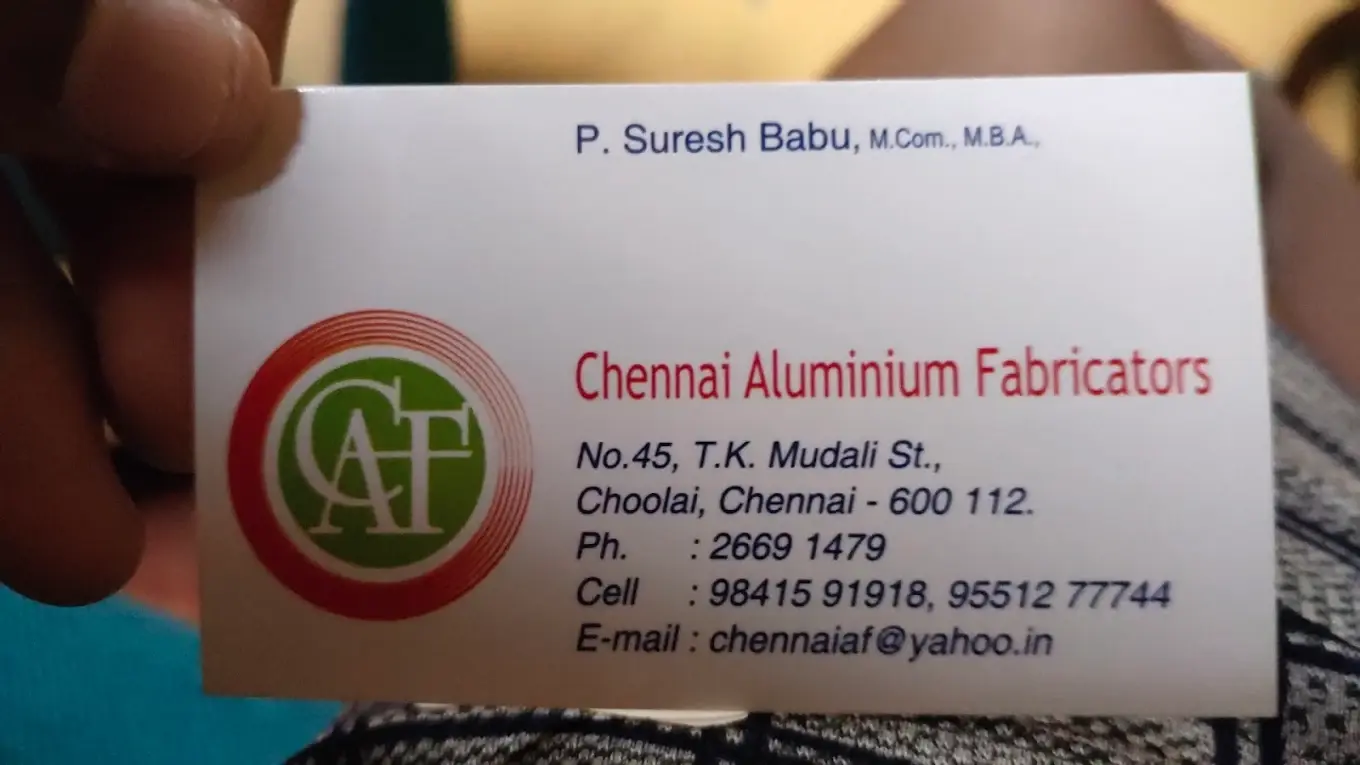 P. Suresh Babu, M.Com., M.B.A.,
CAF
Chennai Aluminium Fabricators
No.45, T.K. Mudali St.,
Choolai, Chennai - 600 112.
Ph. : 2669 1479
Cell : 98415 91918, 95512 77744
E-mail : chennaiaf@yahoo.in